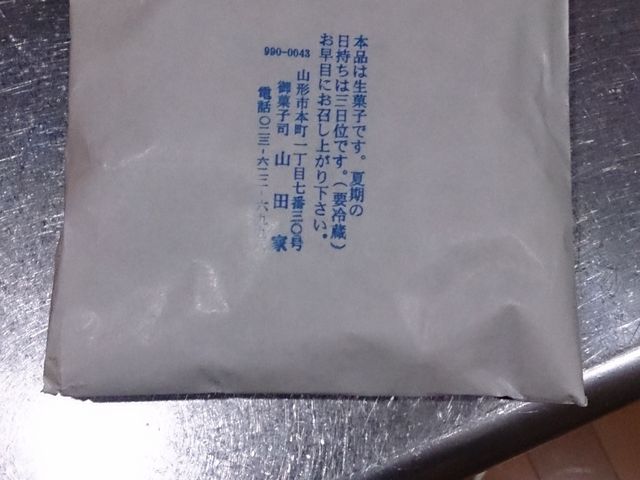 本品は生菓子です。夏期の
日持ちは三日位です。(要冷蔵)
お早目にお召し上がり下さい。
990-0043
山形市本町一丁目七番三〇号
御菓子司 山田家
電話〇二三-六二二-六九